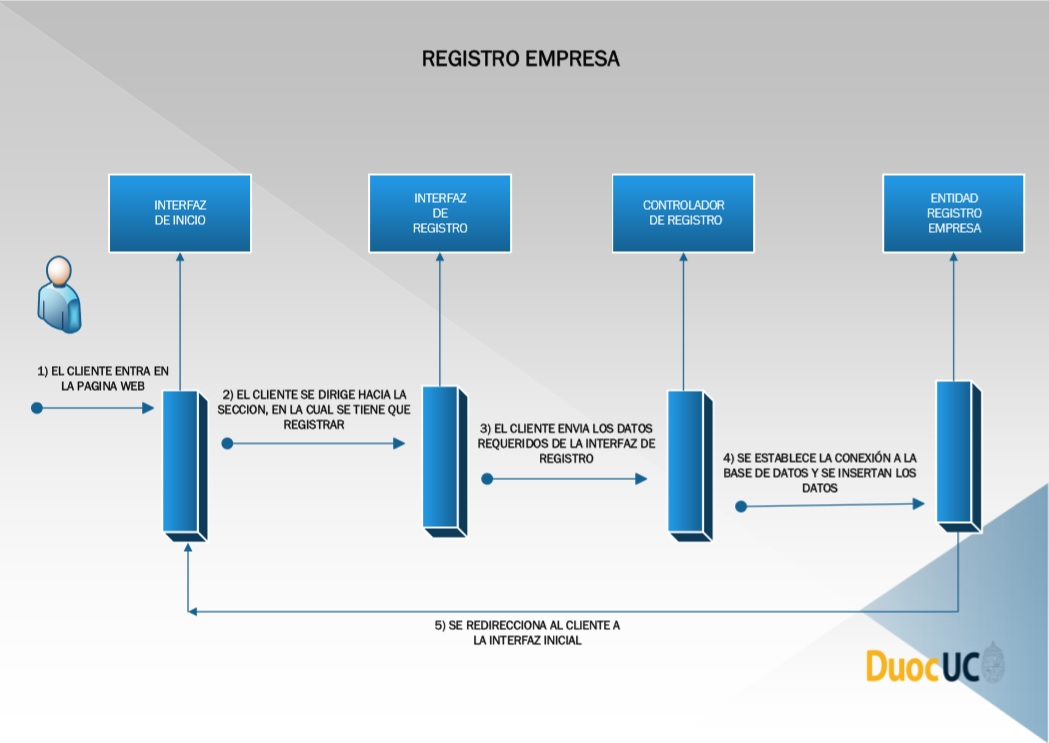 REGISTRO EMPRESA
INTERFAZ
DE INICIO
INTERFAZ
DE
REGISTRO
CONTROLADOR
DE REGISTRO
ENTIDAD
REGISTRO
EMPRESA
1) EL CLIENTE ENTRA EN
LA PAGINA WEB
2) EL CLIENTE SE DIRIGE HACIA LA
SECCION, EN LA CUAL SE TIENE QUE
REGISTRAR
3) EL CLIENTE ENVIA LOS DATOS
REQUERIDOS DE LA INTERFAZ DE
REGISTRO
4) SE ESTABLECE LA CONEXIÓN A LA
BASE DE DATOS Y SE INSERTAN LOS
DATOS
5) SE REDIRECCIONA AL CLIENTE A
LA INTERFAZ INICIAL
DuocUC